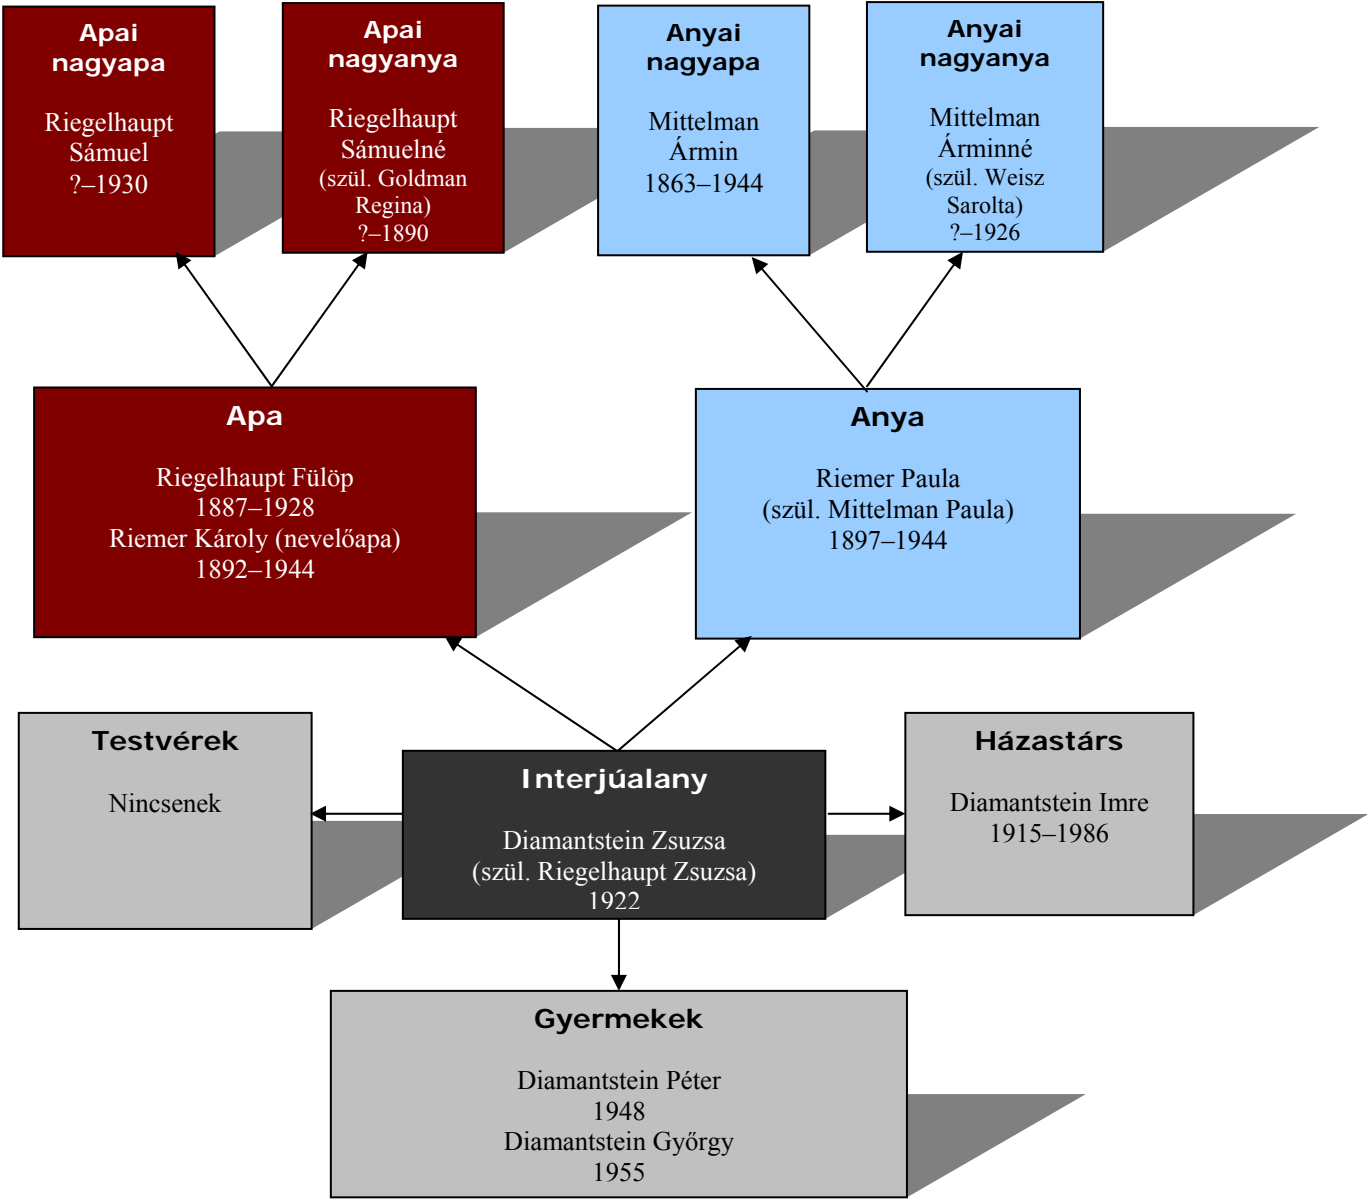 Apai
nagyapa
Riegelhaupt
Sámuel
?–1930
Apai
nagyanya
Riegelhaupt
Sámuelné
(szül. Goldman
Regina)
?–1890
Anyai
nagyapa
Mittelman
Ármin
1863–1944
Anyai
nagyanya
Mittelman
Árminné
(szül. Weisz
Sarolta)
?–1926
Apa
Riegelhaupt Fülöp
1887–1928
Riemer Károly (nevelőapa)
1892–1944
Anya
Riemer Paula
(szül. Mittelman Paula)
1897–1944
Testvérek
Nincsenek
Interjúalany
Diamantstein Zsuzsa
(szül. Riegelhaupt Zsuzsa)
1922
Házastárs
Diamantstein Imre
1915–1986
Gyermekek
Diamantstein Péter
1948
Diamantstein Győrgy
1955